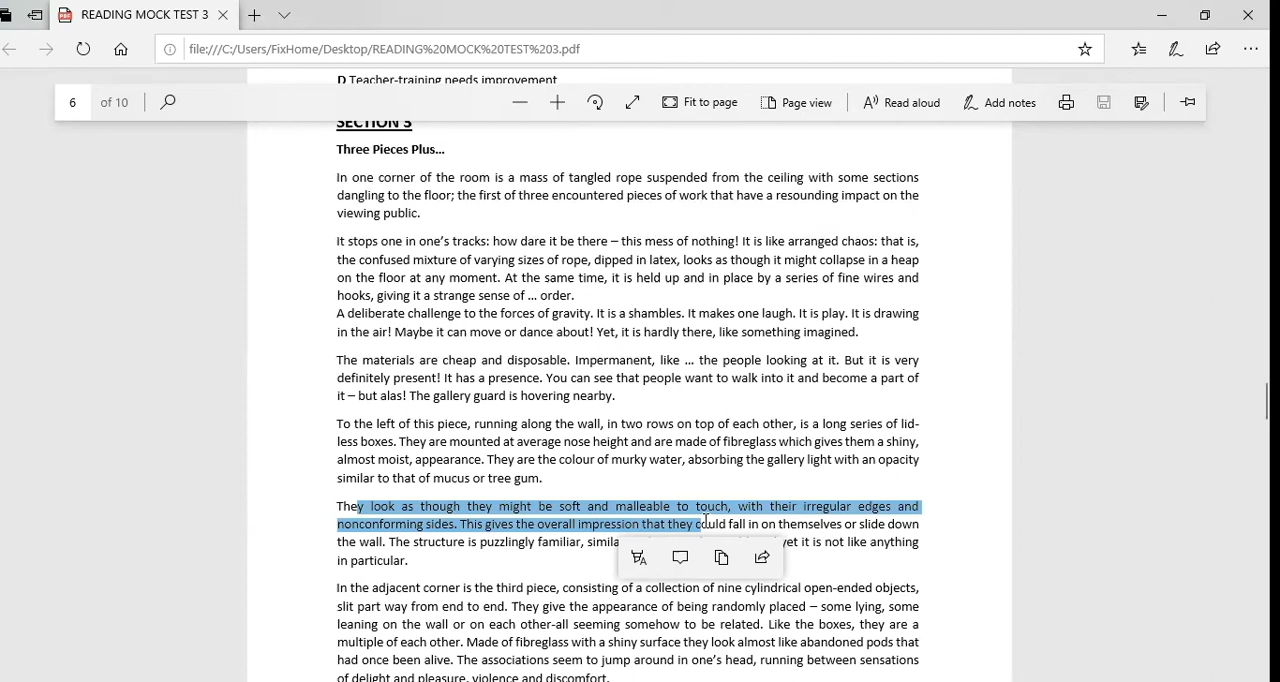 READING MOCK TEST 3
file:///C:/Users/FixHome/Desktop/READING%20MOCK%20TEST%203.pdf
D Teacher-training needs improvement
6 of 10 Fit to page Page view Read aloud Add notes
SECTION 3
Three Pieces Plus…
In one corner of the room is a mass of tangled rope suspended from the ceiling with some sections
dangling to the floor; the first of three encountered pieces of work that have a resounding impact on the
viewing public.
It stops one in one's tracks: how dare it be there – this mess of nothing! It is like arranged chaos: that is,
the confused mixture of varying sizes of rope, dipped in latex, looks as though it might collapse in a heap
on the floor at any moment. At the same time, it is held up and in place by a series of fine wires and
hooks, giving it a strange sense of … order.
A deliberate challenge to the forces of gravity. It is a shambles. It makes one laugh. It is play. It is drawing
in the air! Maybe it can move or dance about! Yet, it is hardly there, like something imagined.
The materials are cheap and disposable. Impermanent, like … the people looking at it. But it is very
definitely present! It has a presence. You can see that people want to walk into it and become a part of
it – but alas! The gallery guard is hovering nearby.
To the left of this piece, running along the wall, in two rows on top of each other, is a long series of lid-
less boxes. They are mounted at average nose height and are made of fibreglass which gives them a shiny,
almost moist, appearance. They are the colour of murky water, absorbing the gallery light with an opacity
similar to that of mucus or tree gum.
They look as though they might be soft and malleable to touch, with their irregular edges and
nonconforming sides. This gives the overall impression that they could fall in on themselves or slide down
the wall. The structure is puzzlingly familiar, yet it is not like anything
in particular.
In the adjacent corner is the third piece, consisting of a collection of nine cylindrical open-ended objects,
slit part way from end to end. They give the appearance of being randomly placed – some lying, some
leaning on the wall or on each other-all seeming somehow to be related. Like the boxes, they are a
multiple of each other. Made of fibreglass with a shiny surface they look almost like abandoned pods that
had once been alive. The associations seem to jump around in one's head, running between sensations
of delight and pleasure, violence and discomfort.